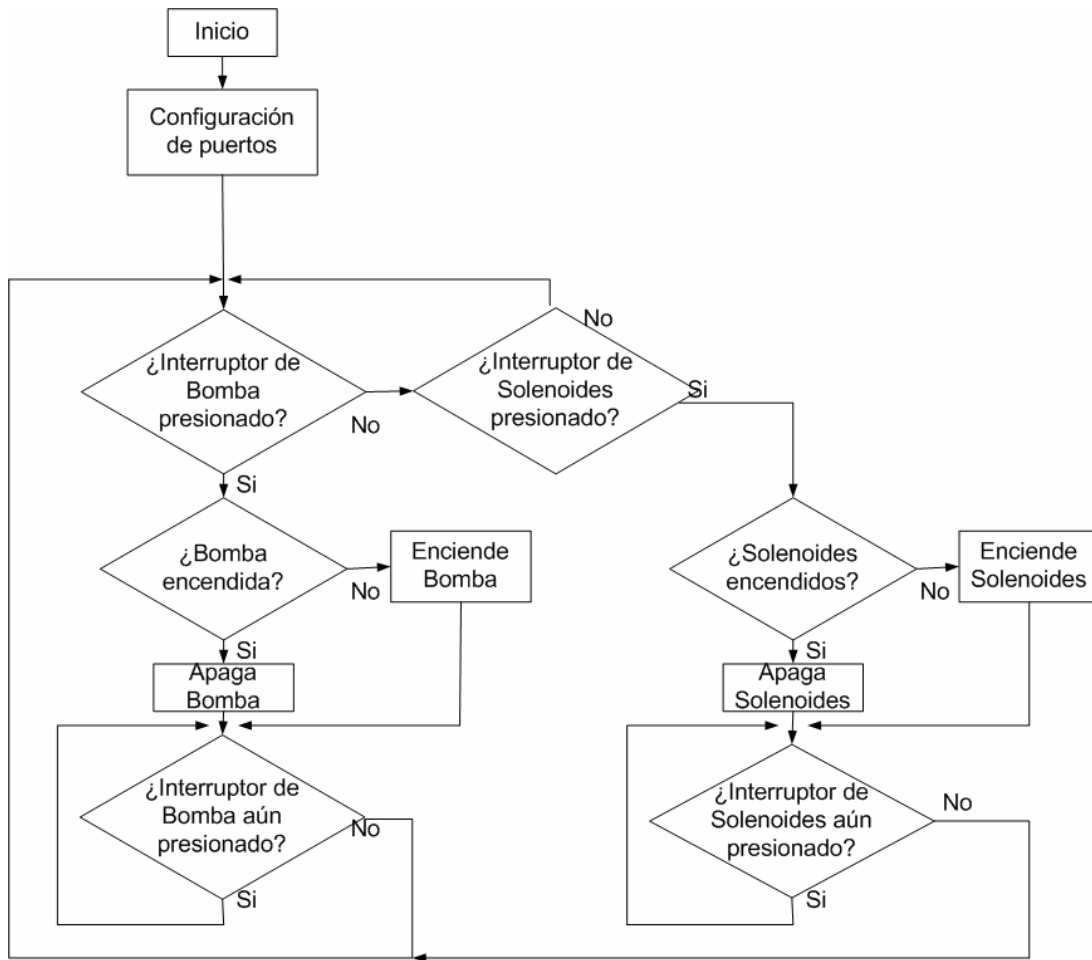 Inicio
Configuración
de puertos
No
¿Interruptor de
Bomba
presionado?
¿Interruptor de
Solenoides
presionado?
Si
No
Si
¿Bomba
encendida?
Enciende
Bomba
¿Solenoides
encendidos?
Enciende
Solenoides
No
No
Si
Si
Apaga
Bomba
Apaga
Solenoides
¿Interruptor de
Bomba aún
presionado?
No
¿Interruptor de
Solenoides aún
presionado?
No
Si
Si